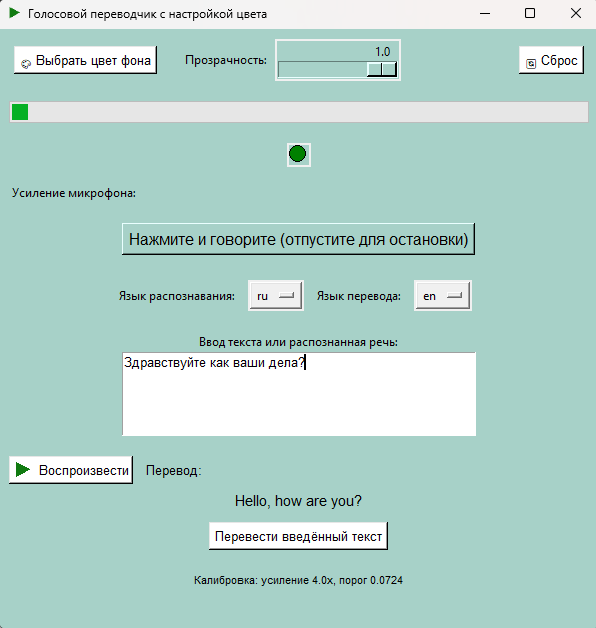 Голосовой переводчик с настройкой цвета
Выбрать цвет фона
Прозрачность:
1.0
Сброс
Усиление микрофона:
Нажмите и говорите (отпустите для остановки)
Язык распознавания:
ru
Язык перевода:
en
Ввод текста или распознанная речь:
Здравствуйте как ваши дела?
Воспроизвести
Перевод:
Hello, how are you?
Перевести введённый текст
Калибровка: усиление 4.0x, порог 0.0724